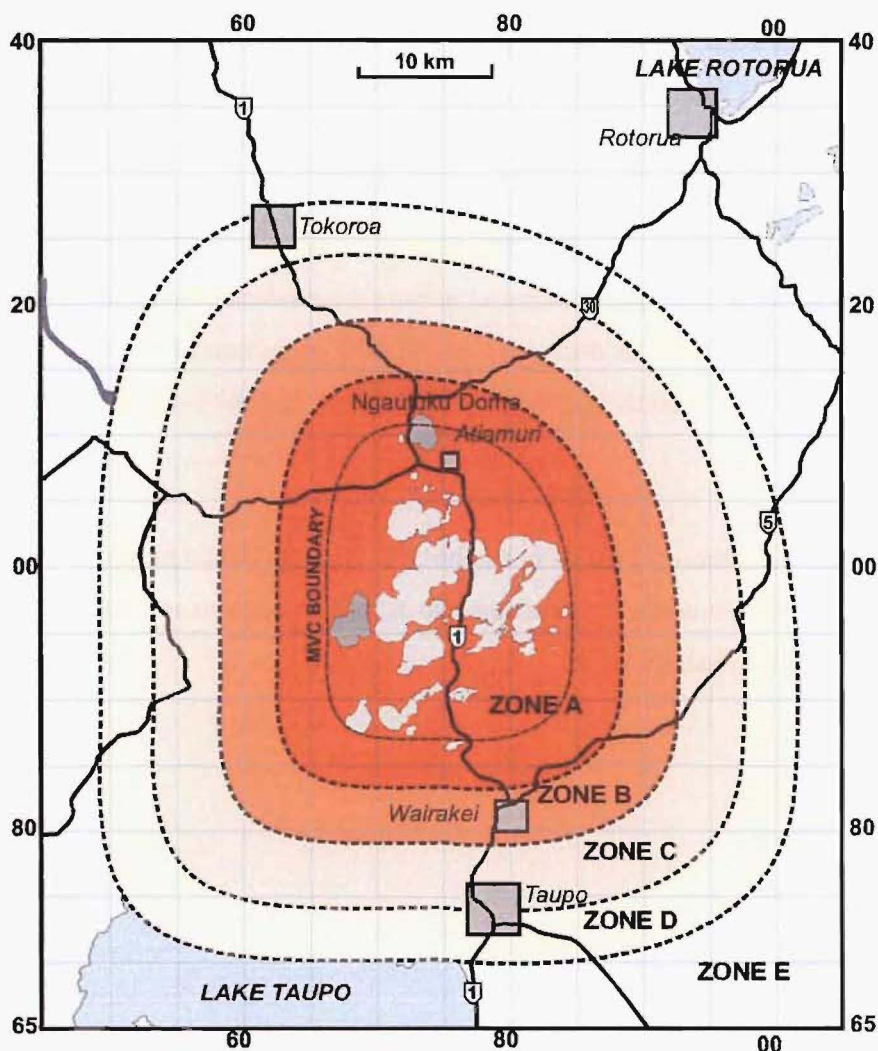 60 80 00
40 40
10 km
LAKE ROTORUA
1
Rotorua
Tokoroa
20 30 20
Ngautuku Doma
Atiamuri
5
MVC BOUNDARY
00 00
1
ZONE A
ZONE B
Wairakei
80 80
ZONE C
Taupo
ZONE D
ZONE E
LAKE TAUPO
1
65 65
60 80 00